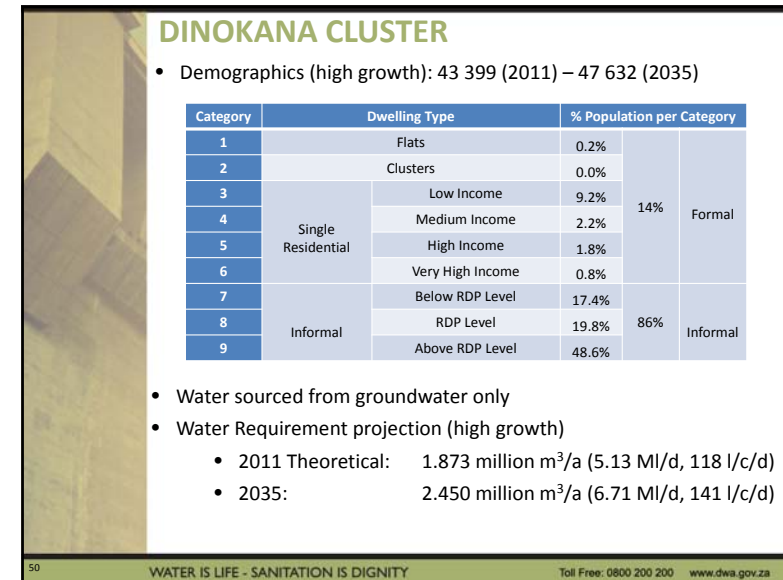 DINOKANA CLUSTER
• Demographics (high growth): 43 399 (2011) – 47 632 (2035)
Category Dwelling Type % Population per Category
1 Flats 0.2%
2 Clusters 0.0%
3 Low Income 9.2%
4 Medium Income 2.2%
5 High Income 1.8%
6 Very High Income 0.8%
Single
Residential
14% Formal
7 Below RDP Level 17.4%
8 RDP Level 19.8%
9 Above RDP Level 48.6%
Informal
86% Informal
• Water sourced from groundwater only
• Water Requirement projection (high growth)
• 2011 Theoretical: 1.873 million m³/a (5.13 Ml/d, 118 l/c/d)
• 2035: 2.450 million m³/a (6.71 Ml/d, 141 l/c/d)
50 WATER IS LIFE - SANITATION IS DIGNITY Toll Free: 0800 200 200 www.dwa.gov.za